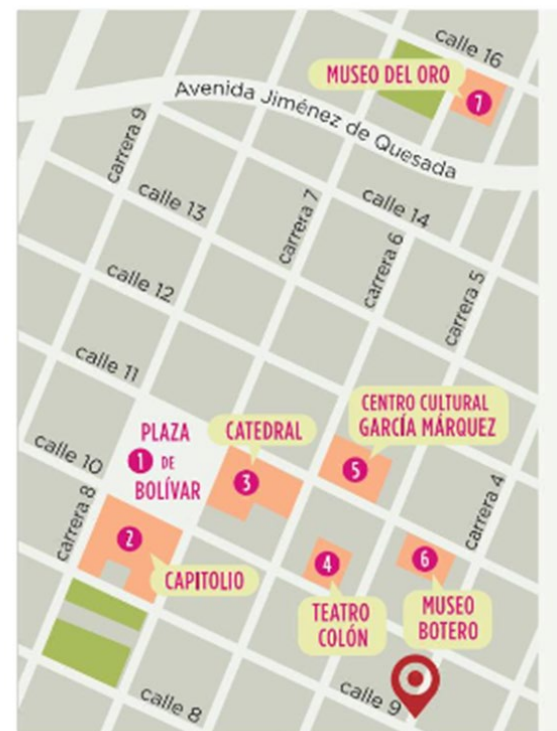 calle 16
MUSEO DEL ORO
7
Avenida Jiménez de Quesada
carrera 9
calle 13
carrera 7
calle 14
carrera 6
calle 12
carrera 5
calle 11
CENTRO CULTURAL
GARCÍA MÁRQUEZ
5
PLAZA
1 DE
BOLÍVAR
CATEDRAL
3
calle 10
carrera 8
carrera 4
2
CAPITOLIO
4
TEATRO
COLÓN
6
MUSEO
BOTERO
calle 9
calle 8